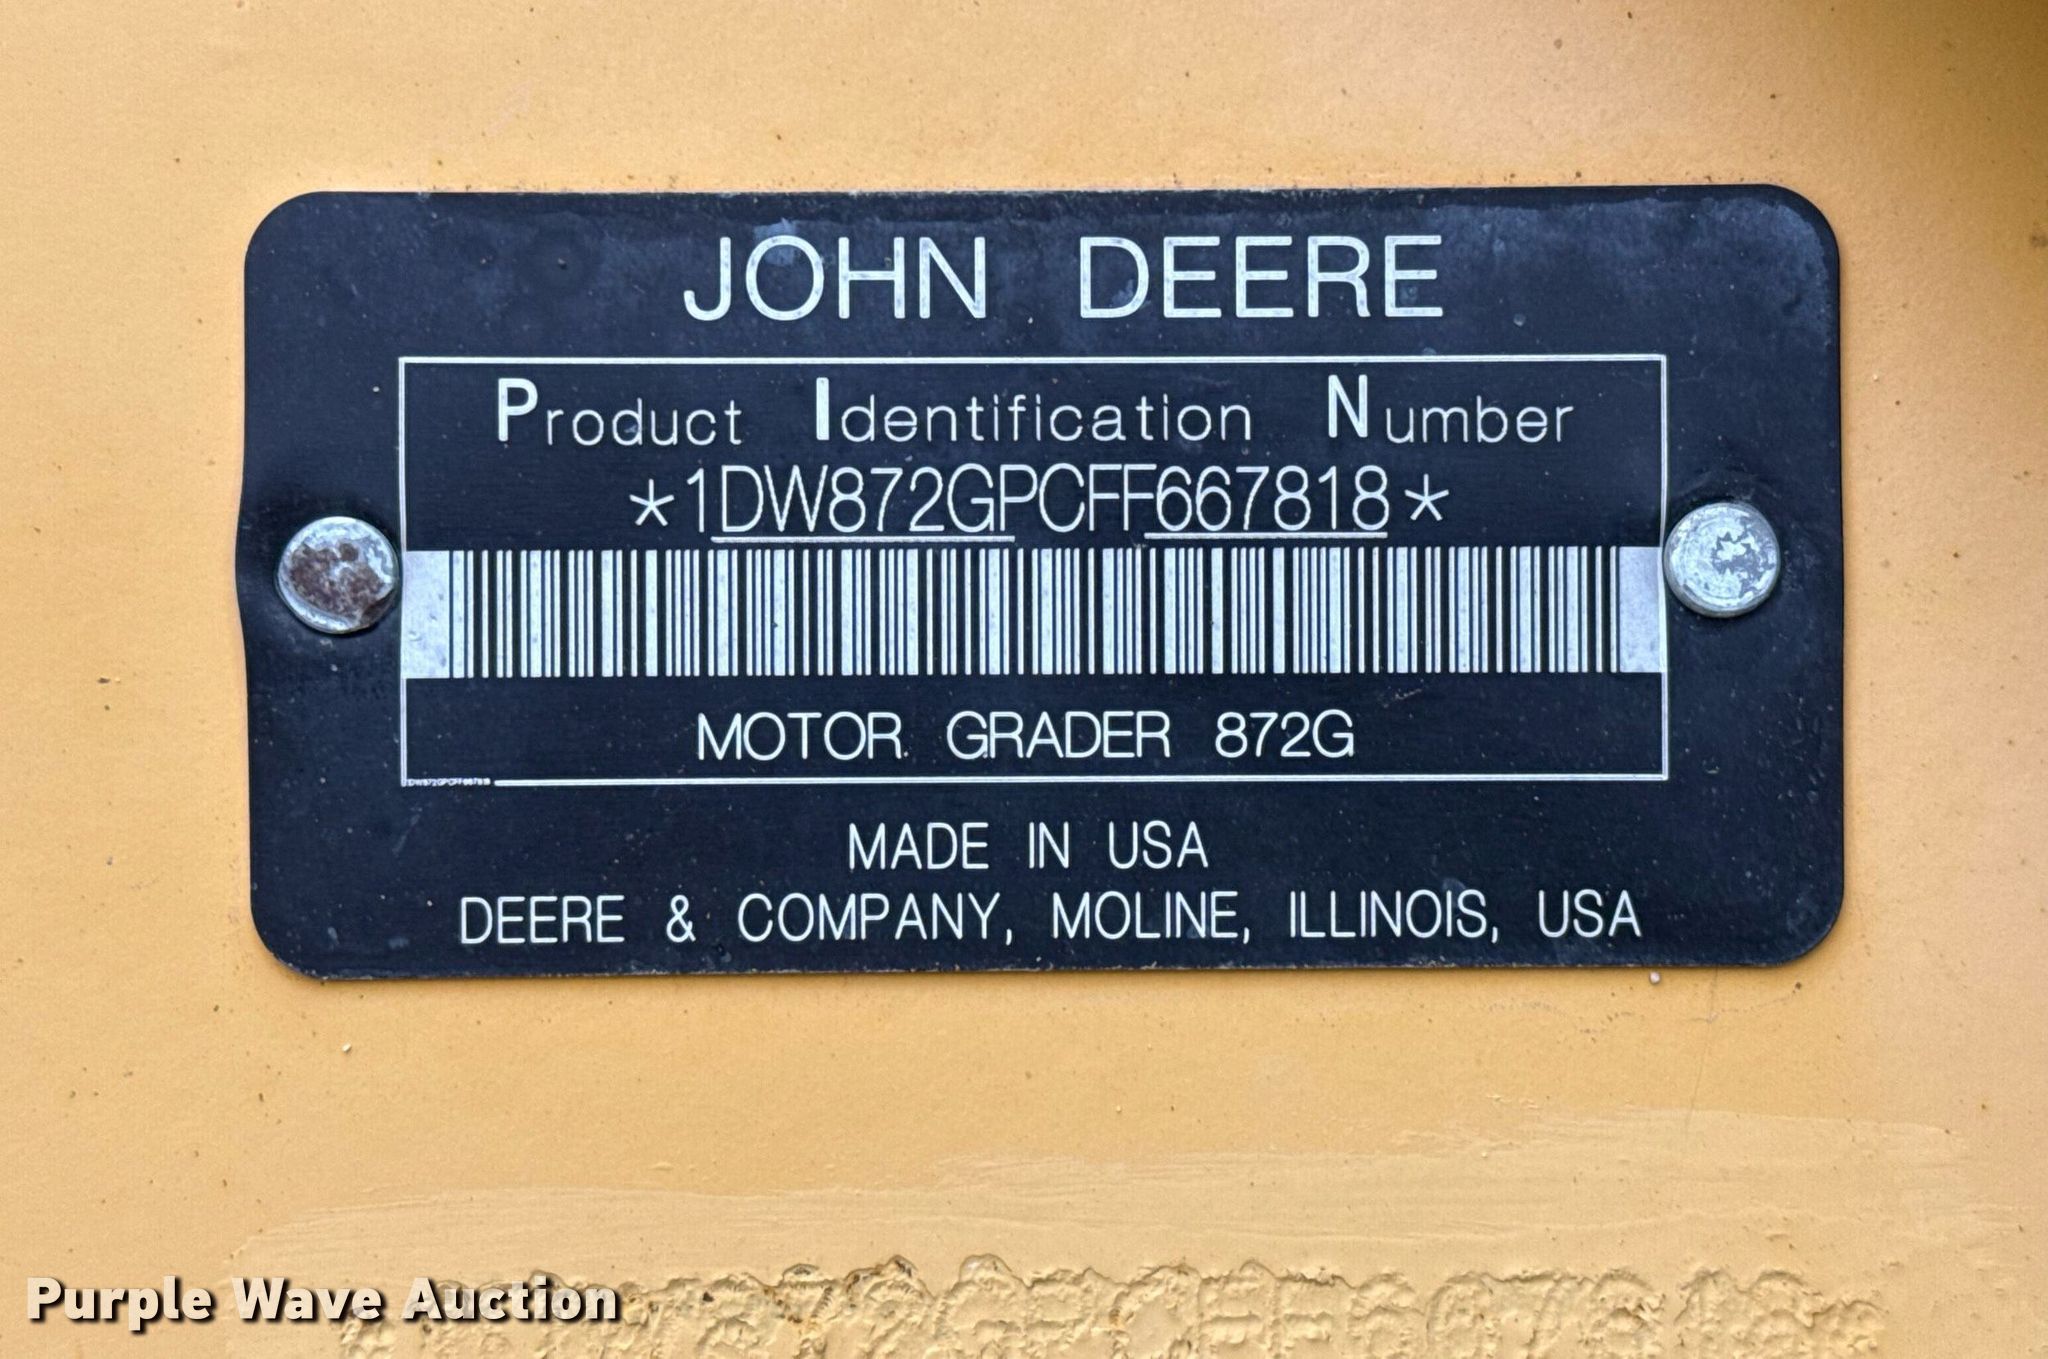 JOHN DEERE
Product Identification Number
*1DW872GPCFF667818*
MOTOR GRADER 872G
1DW872GPCFF667818
MADE IN USA
DEERE & COMPANY, MOLINE, ILLINOIS, USA
Purple Wave Auction